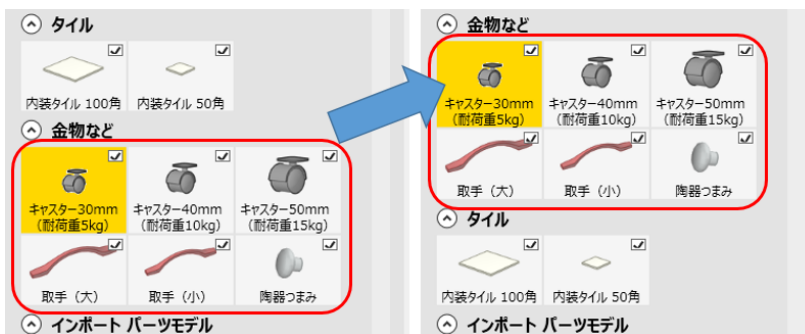 タイル
内装タイル 100角
内装タイル 50角
金物など
キャスター30mm
(耐荷重5kg)
キャスター40mm
(耐荷重10kg)
キャスター50mm
(耐荷重15kg)
取手（大）
取手（小）
陶器つまみ
インポート パーツモデル
金物など
キャスター30mm
(耐荷重5kg)
キャスター40mm
(耐荷重10kg)
キャスター50mm
(耐荷重15kg)
取手（大）
取手（小）
陶器つまみ
タイル
内装タイル 100角
内装タイル 50角
インポート パーツモデル